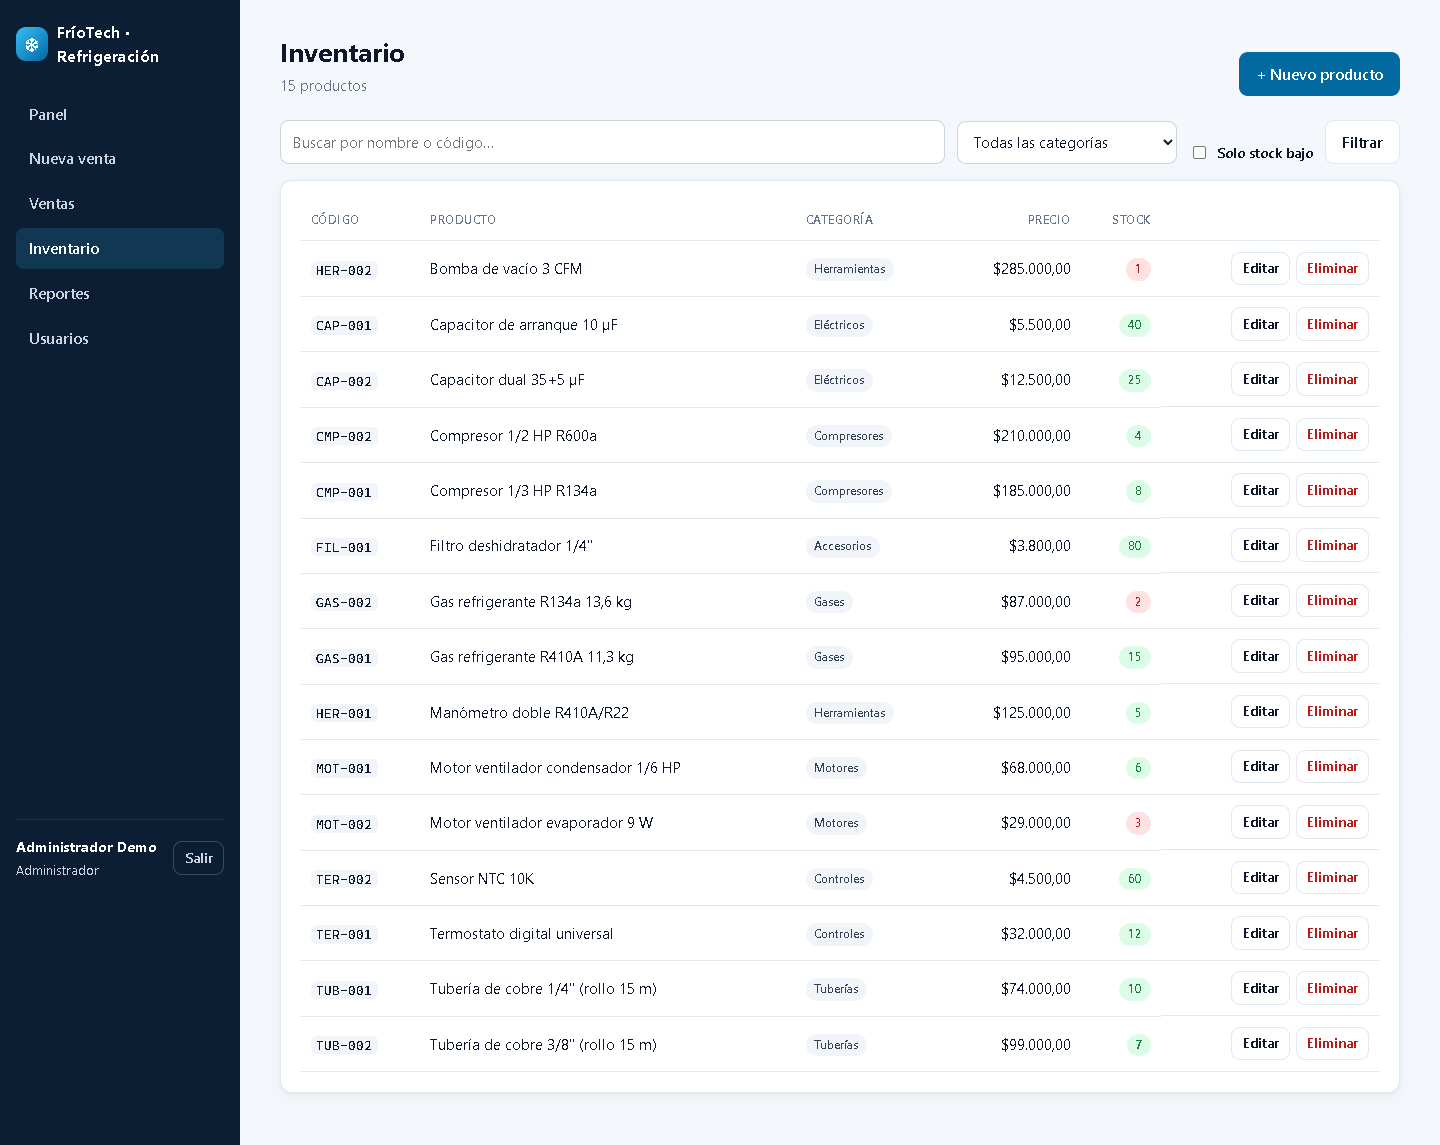 FríoTech ·
Refrigeración
Panel
Nueva venta
Ventas
Inventario
Reportes
Usuarios
Administrador Demo
Administrador
Salir
Inventario
15 productos
+ Nuevo producto
Buscar por nombre o código...
Todas las categorías
Solo stock bajo
Filtrar
CÓDIGO PRODUCTO CATEGORÍA PRECIO STOCK
HER-002 Bomba de vacío 3 CFM Herramientas $285.000,00 1 Editar Eliminar
CAP-001 Capacitor de arranque 10 µF Eléctricos $5.500,00 40 Editar Eliminar
CAP-002 Capacitor dual 35+5 µF Eléctricos $12.500,00 25 Editar Eliminar
CMP-002 Compresor 1/2 HP R600a Compresores $210.000,00 4 Editar Eliminar
CMP-001 Compresor 1/3 HP R134a Compresores $185.000,00 8 Editar Eliminar
FIL-001 Filtro deshidratador 1/4" Accesorios $3.800,00 80 Editar Eliminar
GAS-002 Gas refrigerante R134a 13,6 kg Gases $87.000,00 2 Editar Eliminar
GAS-001 Gas refrigerante R410A 11,3 kg Gases $95.000,00 15 Editar Eliminar
HER-001 Manómetro doble R410A/R22 Herramientas $125.000,00 5 Editar Eliminar
MOT-001 Motor ventilador condensador 1/6 HP Motores $68.000,00 6 Editar Eliminar
MOT-002 Motor ventilador evaporador 9 W Motores $29.000,00 3 Editar Eliminar
TER-002 Sensor NTC 10K Controles $4.500,00 60 Editar Eliminar
TER-001 Termostato digital universal Controles $32.000,00 12 Editar Eliminar
TUB-001 Tubería de cobre 1/4" (rollo 15 m) Tuberías $74.000,00 10 Editar Eliminar
TUB-002 Tubería de cobre 3/8" (rollo 15 m) Tuberías $99.000,00 7 Editar Eliminar